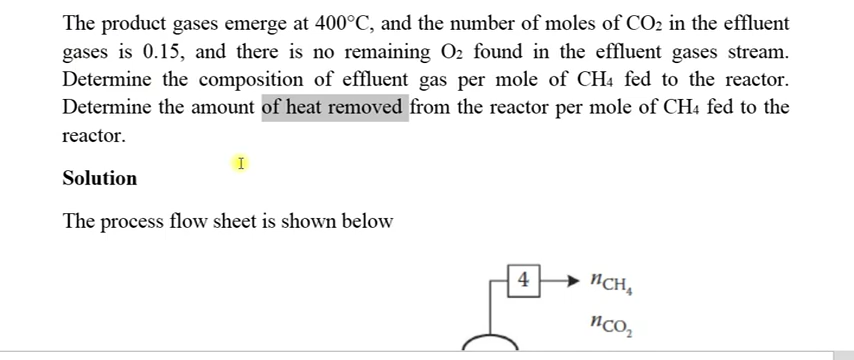 The product gases emerge at 400°C, and the number of moles of CO₂ in the effluent
gases is 0.15, and there is no remaining O₂ found in the effluent gases stream.
Determine the composition of effluent gas per mole of CH₄ fed to the reactor.
Determine the amount of heat removed from the reactor per mole of CH₄ fed to the
reactor.
Solution
The process flow sheet is shown below
4
nCH₄
nCO₂